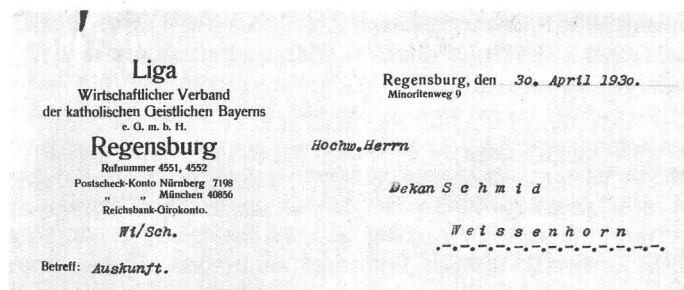 Liga
Wirtschaftlicher Verband
der katholischen Geistlichen Bayerns
e. G. m. b. H.
Regensburg
Rufnummer 4551, 4552
Postscheck-Konto Nürnberg 7198
„ „ München 40856
Reichsbank-Girokonto.
Wi/Sch.
Betreff: Auskunft.
Regensburg, den 30. April 1930.
Minoritenweg 9
Hochw.Herrn
Dekan S c h m i d
W e i s s e n h o r n